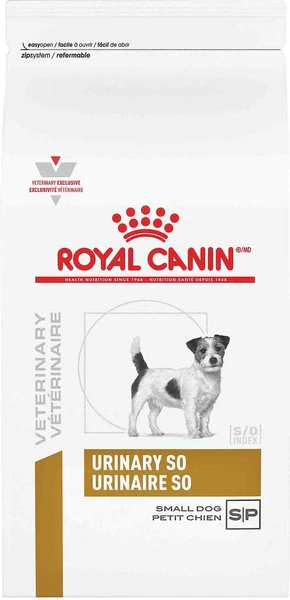 easyopen / facile à ouvrir / fácil de abrir
zipsystem / refermable
VETERINARY EXCLUSIVE
EXCLUSIVITÉ VÉTÉRINAIRE
ROYAL CANIN®/MD
HEALTH NUTRITION SINCE 1968 - NUTRITION SANTÉ DEPUIS 1968
VETERINARY
VÉTÉRINAIRE
S/O
INDEX
URINARY SO
URINAIRE SO
SMALL DOG
PETIT CHIEN
S|P